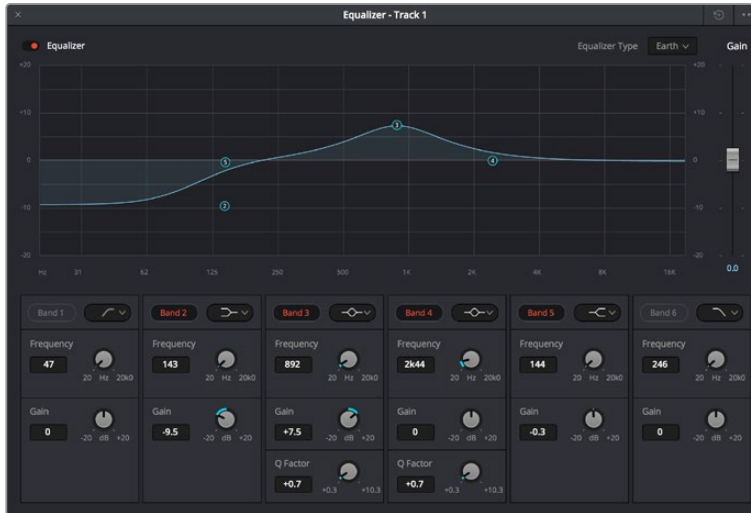 Equalizer - Track 1
Equalizer
Equalizer Type Earth Gain
+20 +20
+10 +10
0 0
-10 -10
-20 -20
Hz 31 62 125 250 500 1K 2K 4K 8K 16K 0.0
3
5 4
2
Band 1 Band 2 Band 3 Band 4 Band 5 Band 6
Frequency Frequency Frequency Frequency Frequency Frequency
47 143 892 2k44 144 246
20 Hz 20k0 20 Hz 20k0 20 Hz 20k0 20 Hz 20k0 20 Hz 20k0 20 Hz 20k0
Gain Gain Gain Gain Gain Gain
0 -9.5 +7.5 0 -0.3 0
-20 dB +20 -20 dB +20 -20 dB +20 -20 dB +20 -20 dB +20 -20 dB +20
Q Factor Q Factor
+0.7 +0.7
+0.3 +10.3 +0.3 +10.3